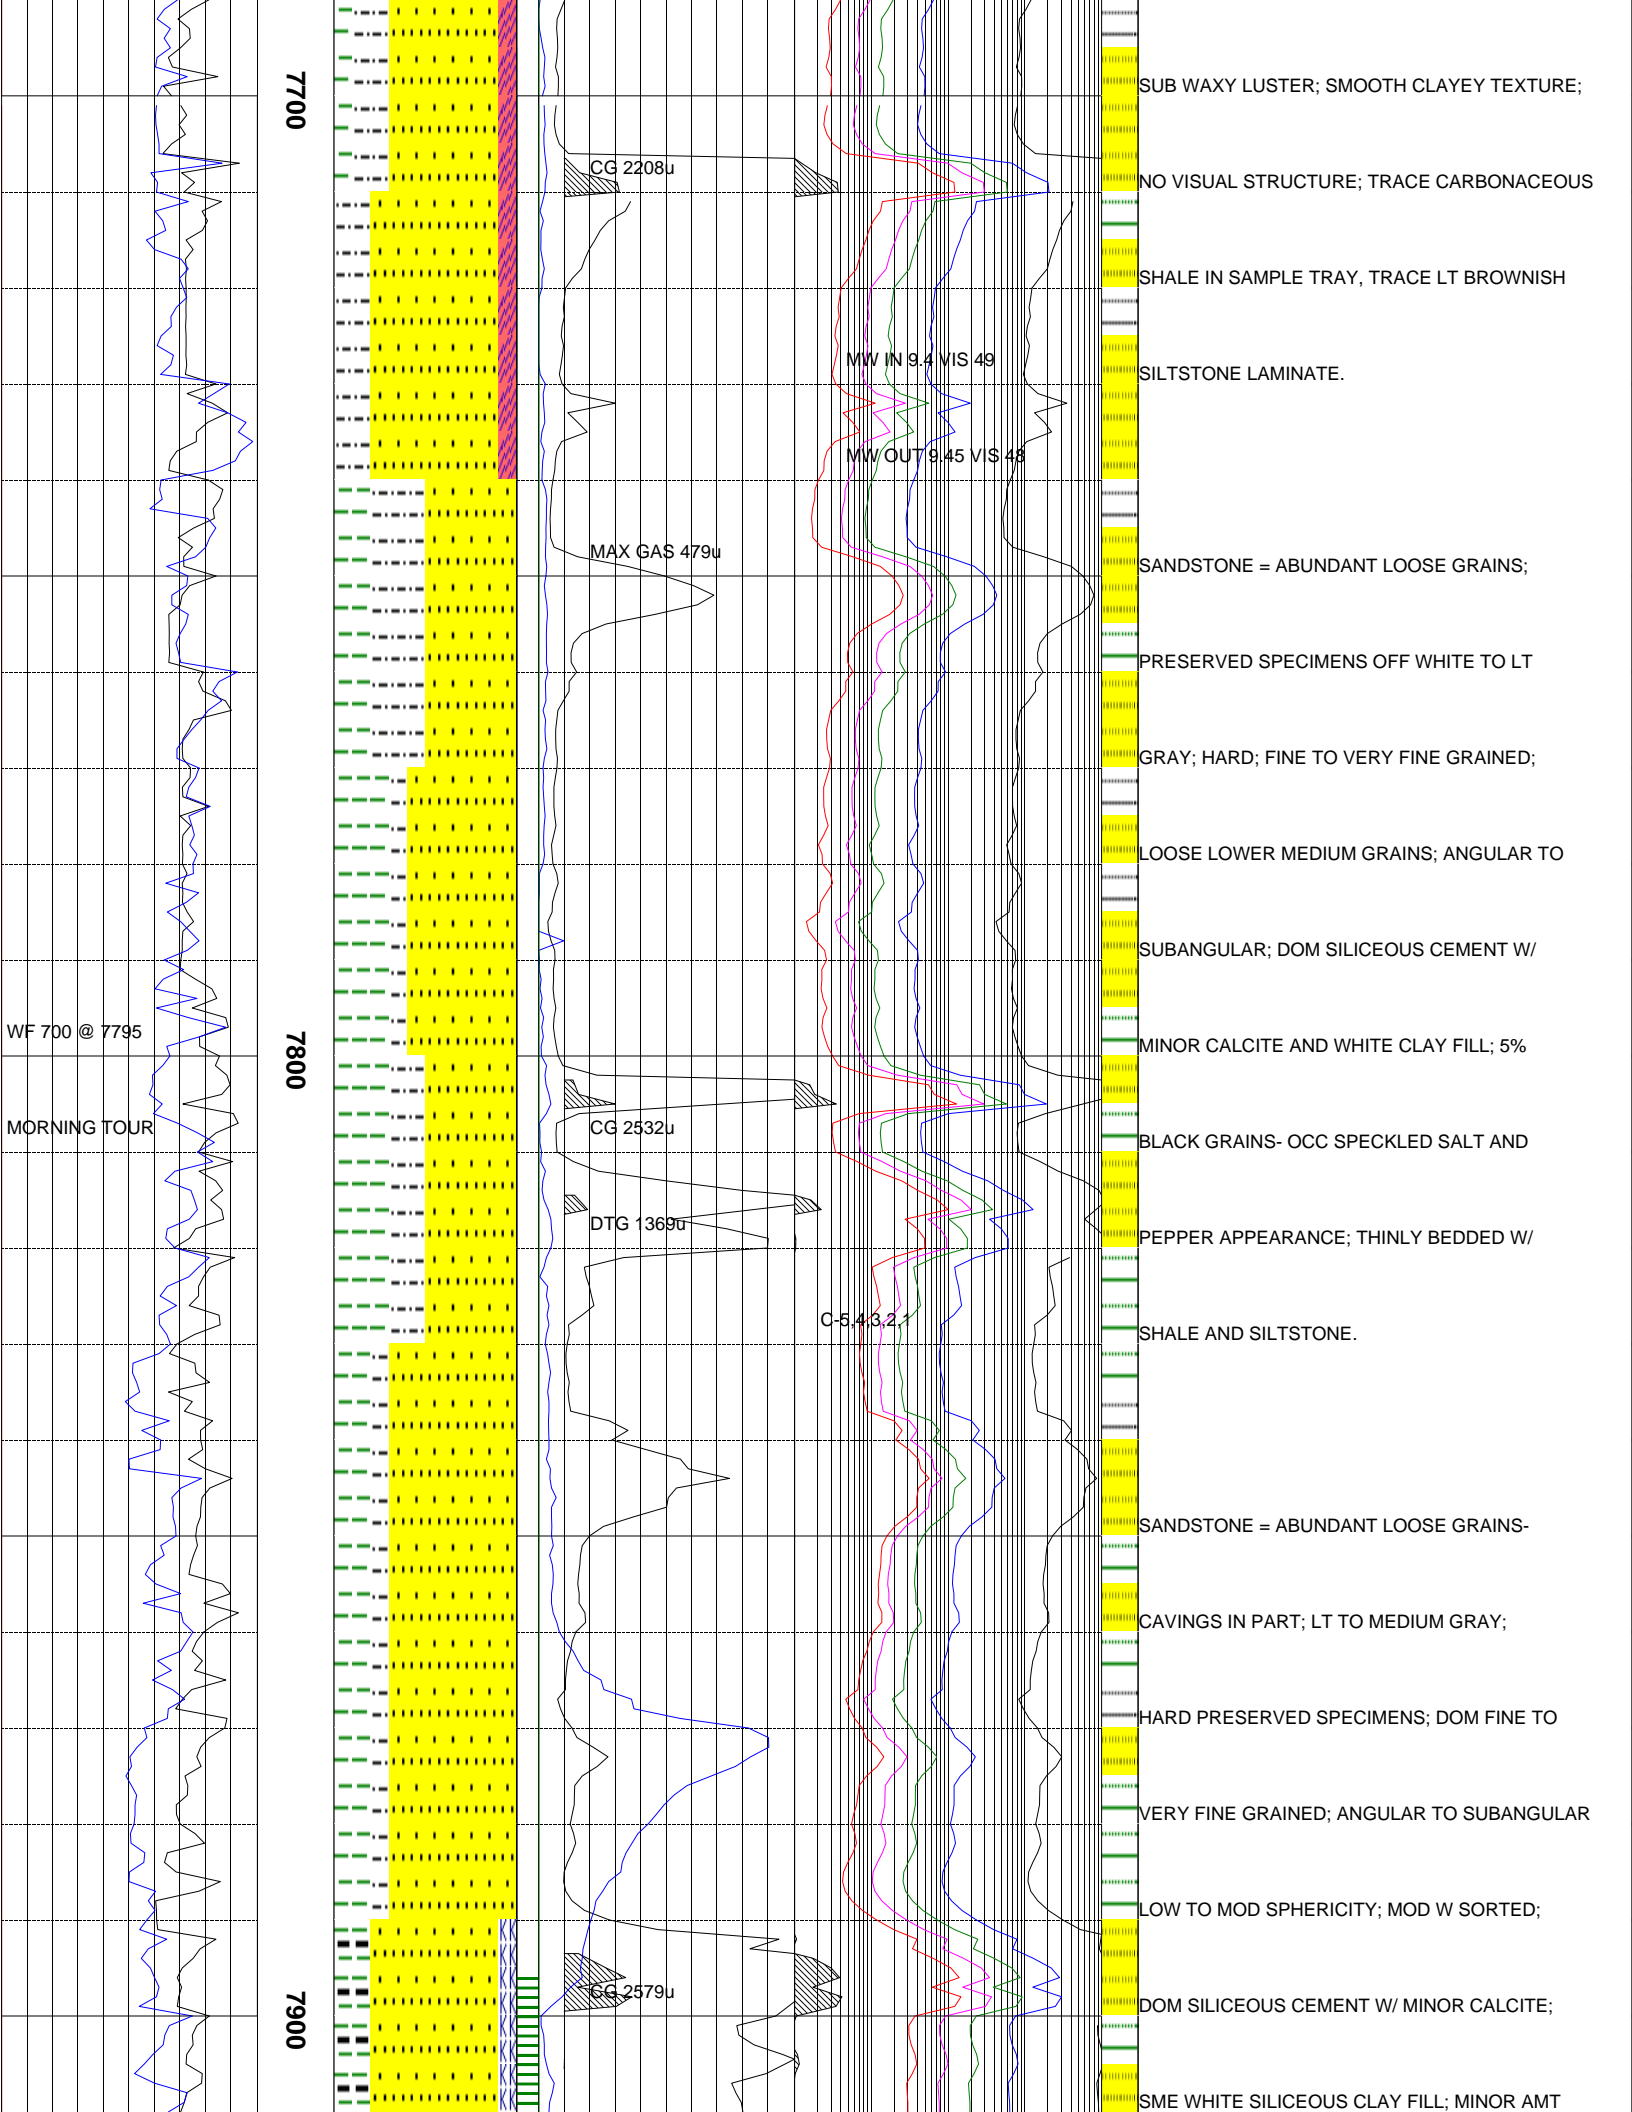 7700
SUB WAXY LUSTER; SMOOTH CLAYEY TEXTURE;
CG 2208u
NO VISUAL STRUCTURE; TRACE CARBONACEOUS
SHALE IN SAMPLE TRAY, TRACE LT BROWNISH
MW IN 9.4 VIS 49
SILTSTONE LAMINATE.
MW OUT 9.45 VIS 48
MAX GAS 479u
SANDSTONE = ABUNDANT LOOSE GRAINS;
PRESERVED SPECIMENS OFF WHITE TO LT
GRAY; HARD; FINE TO VERY FINE GRAINED;
LOOSE LOWER MEDIUM GRAINS; ANGULAR TO
SUBANGULAR; DOM SILICEOUS CEMENT W/
WF 700 @ 7795
7800
MINOR CALCITE AND WHITE CLAY FILL; 5%
MORNING TOUR
CG 2532u
BLACK GRAINS- OCC SPECKLED SALT AND
DTG 1369u
PEPPER APPEARANCE; THINLY BEDDED W/
C-5,4,3,2,1
SHALE AND SILTSTONE.
SANDSTONE = ABUNDANT LOOSE GRAINS-
CAVINGS IN PART; LT TO MEDIUM GRAY;
HARD PRESERVED SPECIMENS; DOM FINE TO
VERY FINE GRAINED; ANGULAR TO SUBANGULAR
LOW TO MOD SPHERICITY; MOD W SORTED;
CG 2579u
7900
DOM SILICEOUS CEMENT W/ MINOR CALCITE;
SME WHITE SILICEOUS CLAY FILL; MINOR AMT